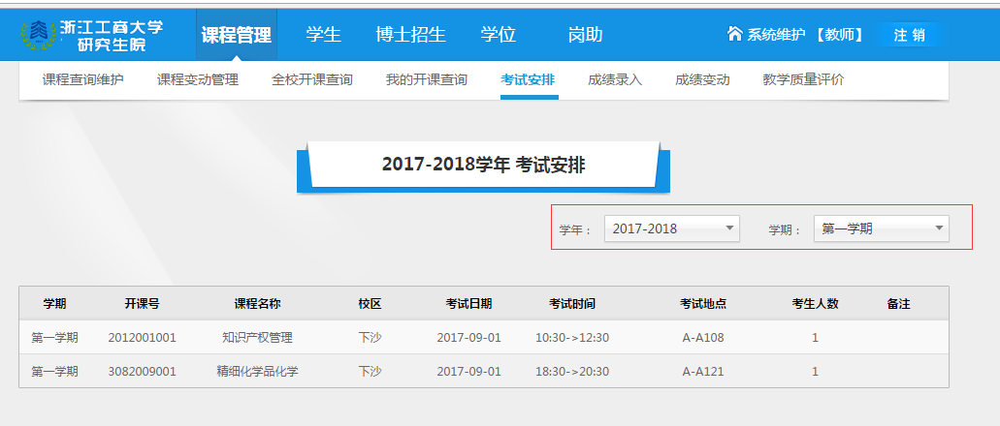 浙江工商大学
研究生院
课程管理 学生 博士招生 学位 岗助 系统维护 【教师】 注 销
课程查询维护 课程变动管理 全校开课查询 我的开课查询 考试安排 成绩录入 成绩变动 教学质量评价
2017-2018学年 考试安排
学年： 2017-2018 学期： 第一学期
学期 开课号 课程名称 校区 考试日期 考试时间 考试地点 考生人数 备注
第一学期 2012001001 知识产权管理 下沙 2017-09-01 10:30->12:30 A-A108 1
第一学期 3082009001 精细化学品化学 下沙 2017-09-01 18:30->20:30 A-A121 1